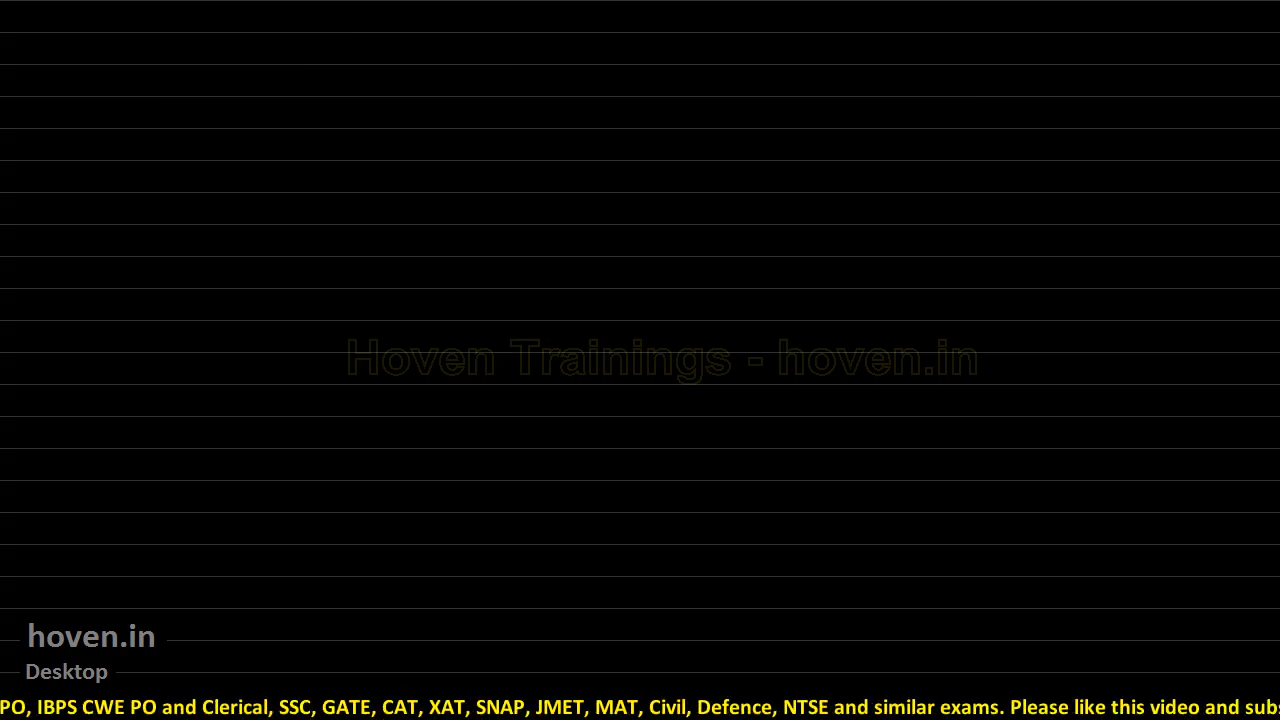 Hoven Trainings - hoven.in
hoven.in
Desktop
PO, IBPS CWE PO and Clerical, SSC, GATE, CAT, XAT, SNAP, JMET, MAT, Civil, Defence, NTSE and similar exams. Please like this video and sub